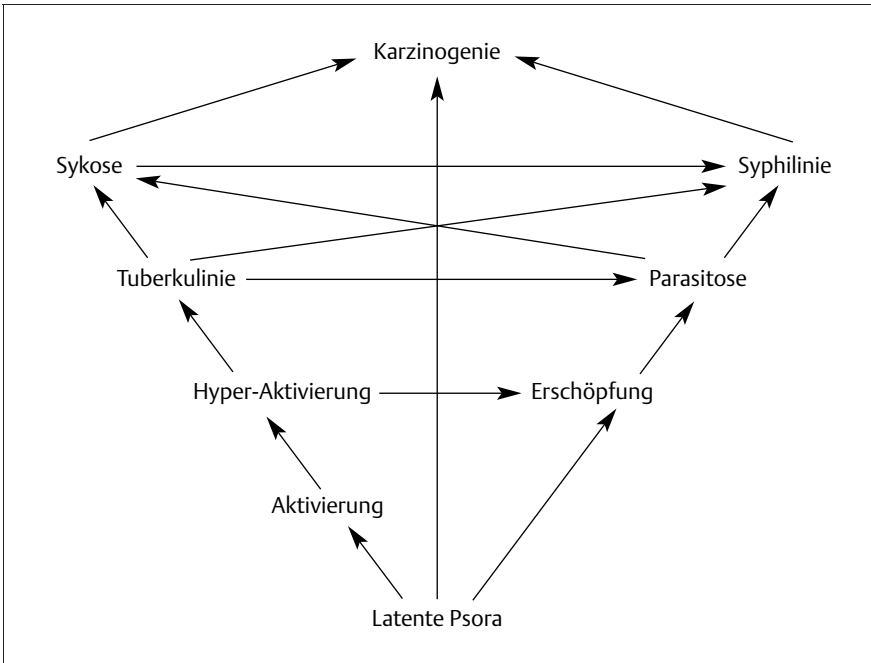 Karzinogenie
Sykose
Syphilinie
Tuberkulinie
Parasitose
Hyper-Aktivierung
Erschöpfung
Aktivierung
Latente Psora